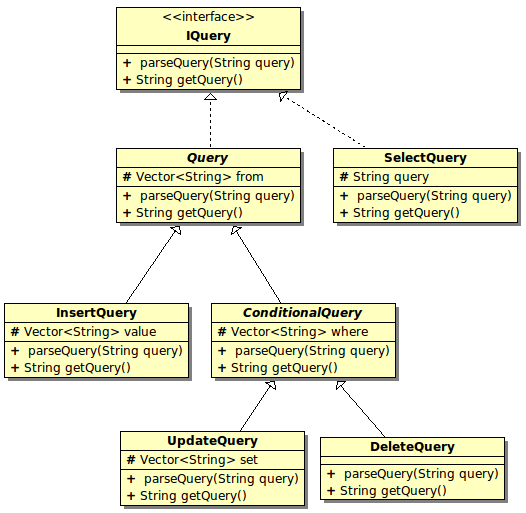 <<interface>>
IQuery
+ parseQuery(String query)
+ String getQuery()
Query
# Vector<String> from
+ parseQuery(String query)
+ String getQuery()
SelectQuery
# String query
+ parseQuery(String query)
+ String getQuery()
InsertQuery
# Vector<String> value
+ parseQuery(String query)
+ String getQuery()
ConditionalQuery
# Vector<String> where
+ parseQuery(String query)
+ String getQuery()
UpdateQuery
# Vector<String> set
+ parseQuery(String query)
+ String getQuery()
DeleteQuery
+ parseQuery(String query)
+ String getQuery()